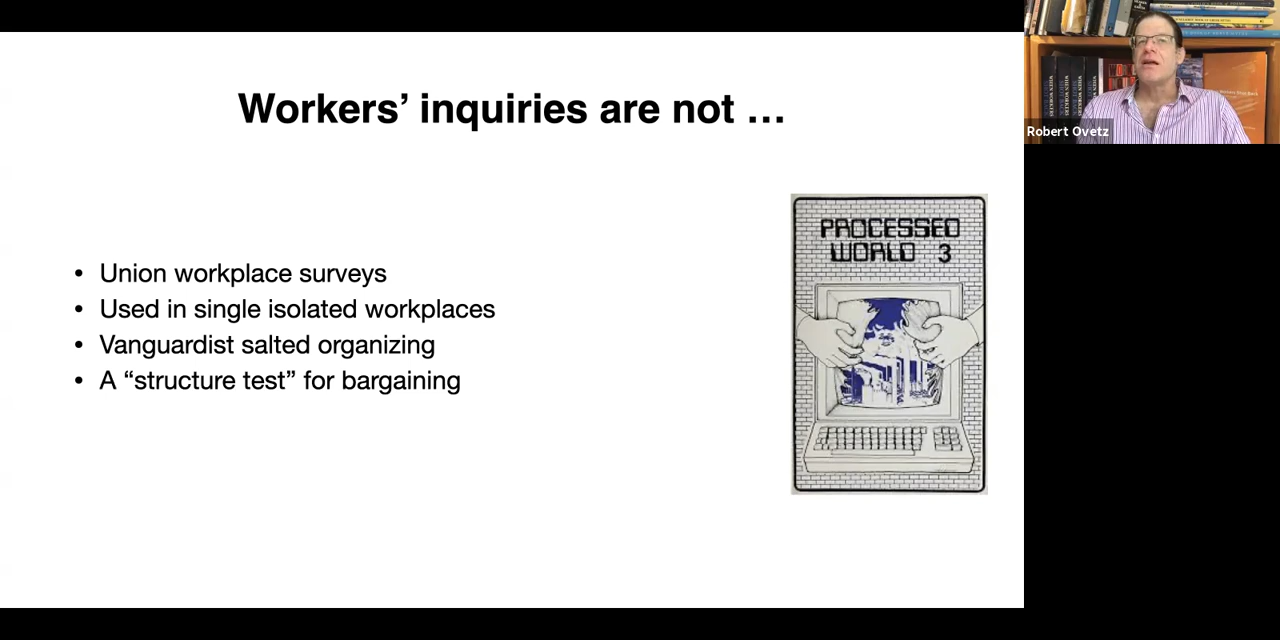 Workers’ inquiries are not …
• Union workplace surveys
• Used in single isolated workplaces
• Vanguardist salted organizing
• A “structure test” for bargaining
PROCESSED
WORLD 3
Robert Ovetz